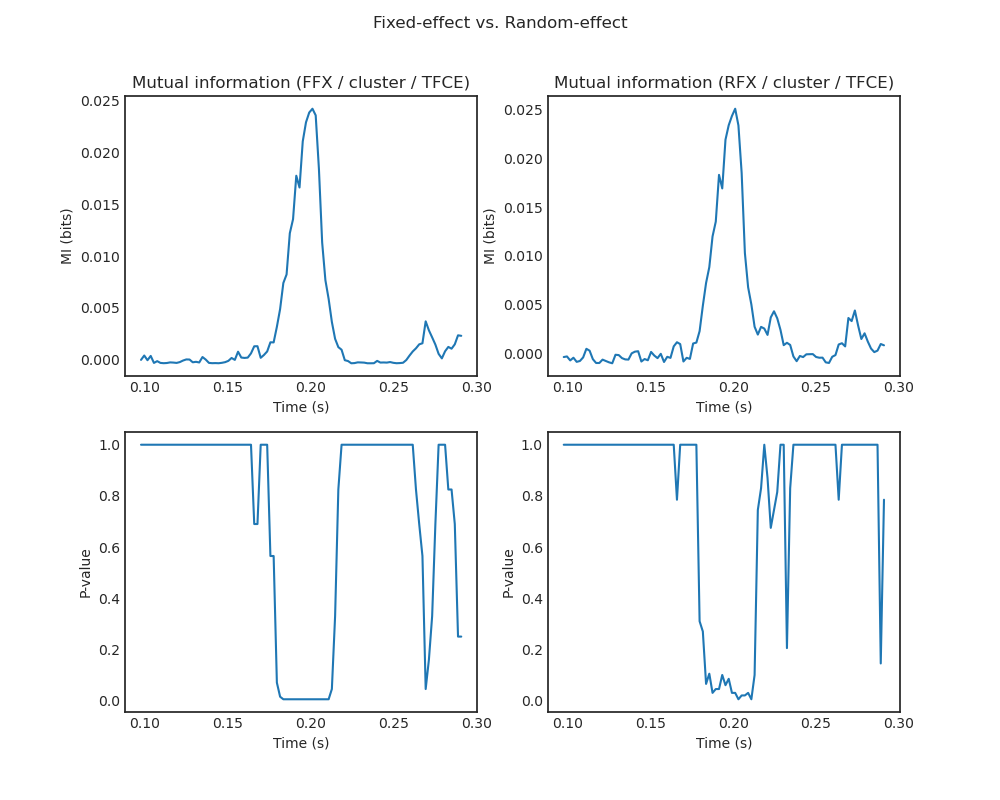 Fixed-effect vs. Random-effect
Mutual information (FFX / cluster / TFCE)
0.025
0.020
0.015
0.010
0.005
0.000
MI (bits)
0.10 0.15 0.20 0.25 0.30
Time (s)
Mutual information (RFX / cluster / TFCE)
0.025
0.020
0.015
0.010
0.005
0.000
MI (bits)
0.10 0.15 0.20 0.25 0.30
Time (s)
1.0
0.8
0.6
0.4
0.2
0.0
P-value
0.10 0.15 0.20 0.25 0.30
Time (s)
1.0
0.8
0.6
0.4
0.2
0.0
P-value
0.10 0.15 0.20 0.25 0.30
Time (s)